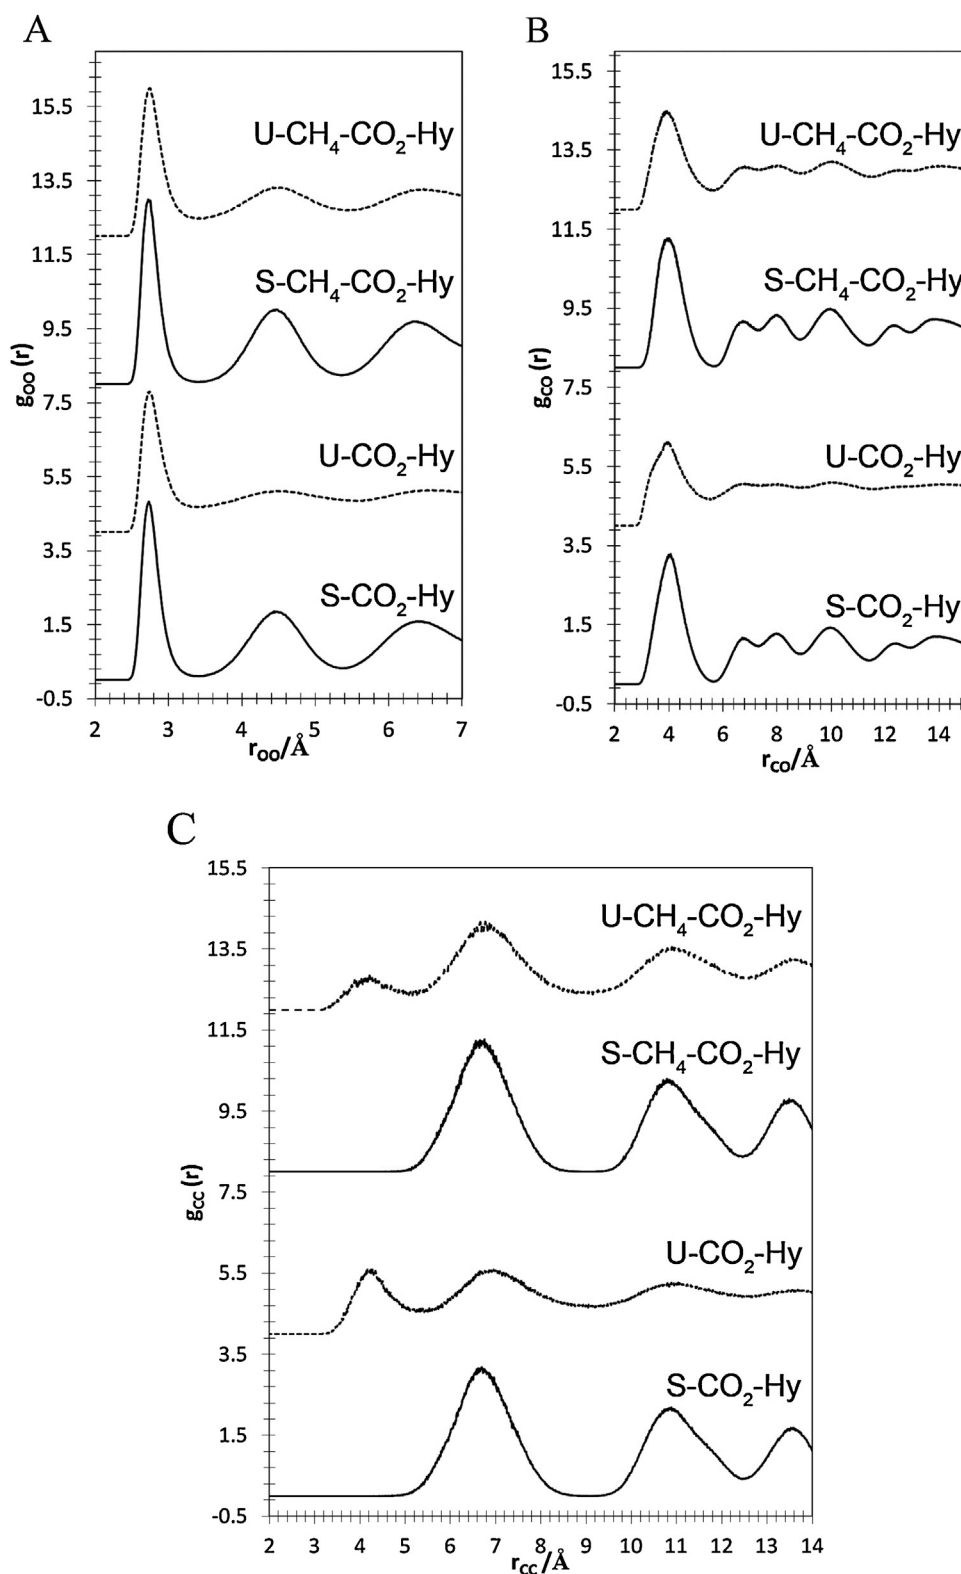 A
15.5
13.5
11.5
9.5
7.5
5.5
3.5
1.5
-0.5
g_OO (r)
U-CH₄-CO₂-Hy
S-CH₄-CO₂-Hy
U-CO₂-Hy
S-CO₂-Hy
2 3 4 5 6 7
r_OO/Å
B
15.5
13.5
11.5
9.5
7.5
5.5
3.5
1.5
-0.5
g_CO (r)
U-CH₄-CO₂-Hy
S-CH₄-CO₂-Hy
U-CO₂-Hy
S-CO₂-Hy
2 4 6 8 10 12 14
r_CO/Å
C
15.5
13.5
11.5
9.5
7.5
5.5
3.5
1.5
-0.5
g_CC (r)
U-CH₄-CO₂-Hy
S-CH₄-CO₂-Hy
U-CO₂-Hy
S-CO₂-Hy
2 3 4 5 6 7 8 9 10 11 12 13 14
r_CC/Å